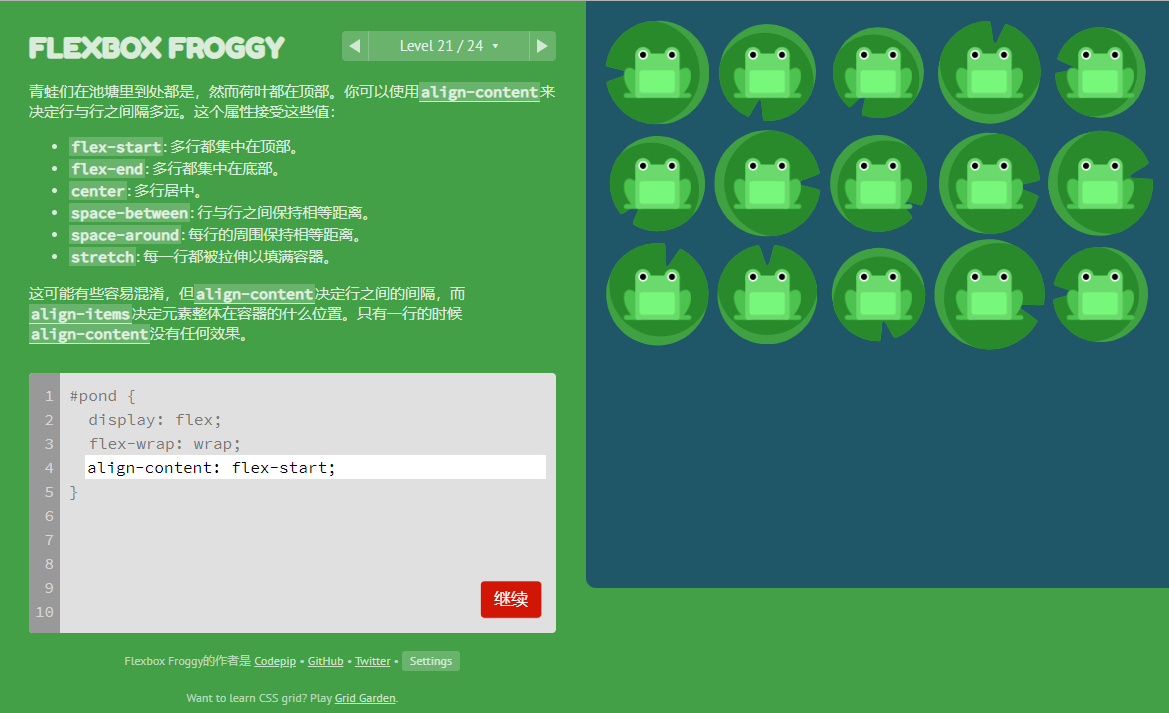 FLEXBOX FROGGY
◀ Level 21 / 24 ▾ ▶
青蛙们在池塘里到处都是，然而荷叶都在顶部。你可以使用align-content来
决定行与行之间隔多远。这个属性接受这些值：
• flex-start: 多行都集中在顶部。
• flex-end: 多行都集中在底部。
• center: 多行居中。
• space-between: 行与行之间保持相等距离。
• space-around: 每行的周围保持相等距离。
• stretch: 每一行都被拉伸以填满容器。
这可能有些容易混淆，但align-content决定行之间的间隔，而
align-items决定元素整体在容器的什么位置。只有一行的时候
align-content没有任何效果。
1 #pond {
2 display: flex;
3 flex-wrap: wrap;
4 align-content: flex-start;
5 }
6
7
8
9
10
继续
Flexbox Froggy的作者是 Codepip • GitHub • Twitter • Settings
Want to learn CSS grid? Play Grid Garden.